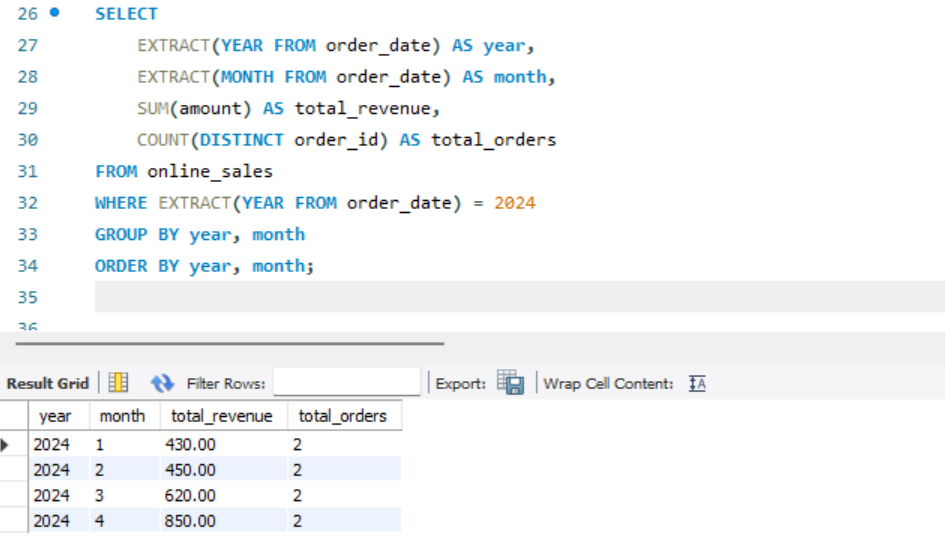 26 SELECT
27 EXTRACT(YEAR FROM order_date) AS year,
28 EXTRACT(MONTH FROM order_date) AS month,
29 SUM(amount) AS total_revenue,
30 COUNT(DISTINCT order_id) AS total_orders
31 FROM online_sales
32 WHERE EXTRACT(YEAR FROM order_date) = 2024
33 GROUP BY year, month
34 ORDER BY year, month;
35
36
Result Grid Filter Rows: Export: Wrap Cell Content: IA
year month total_revenue total_orders
2024 1 430.00 2
2024 2 450.00 2
2024 3 620.00 2
2024 4 850.00 2